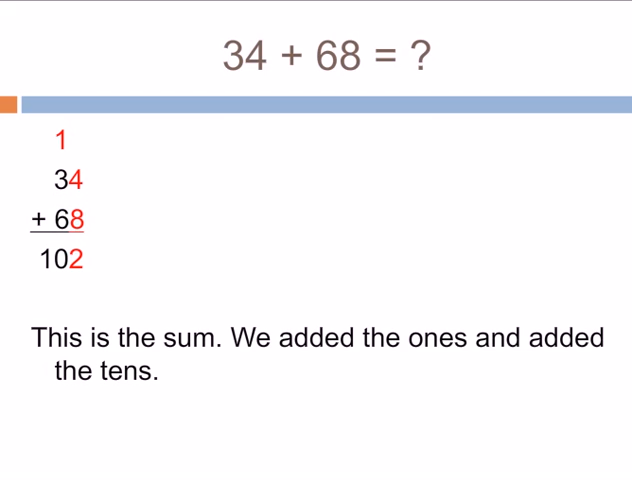 34 + 68 = ?
1
34
+ 68
102
This is the sum. We added the ones and added
the tens.